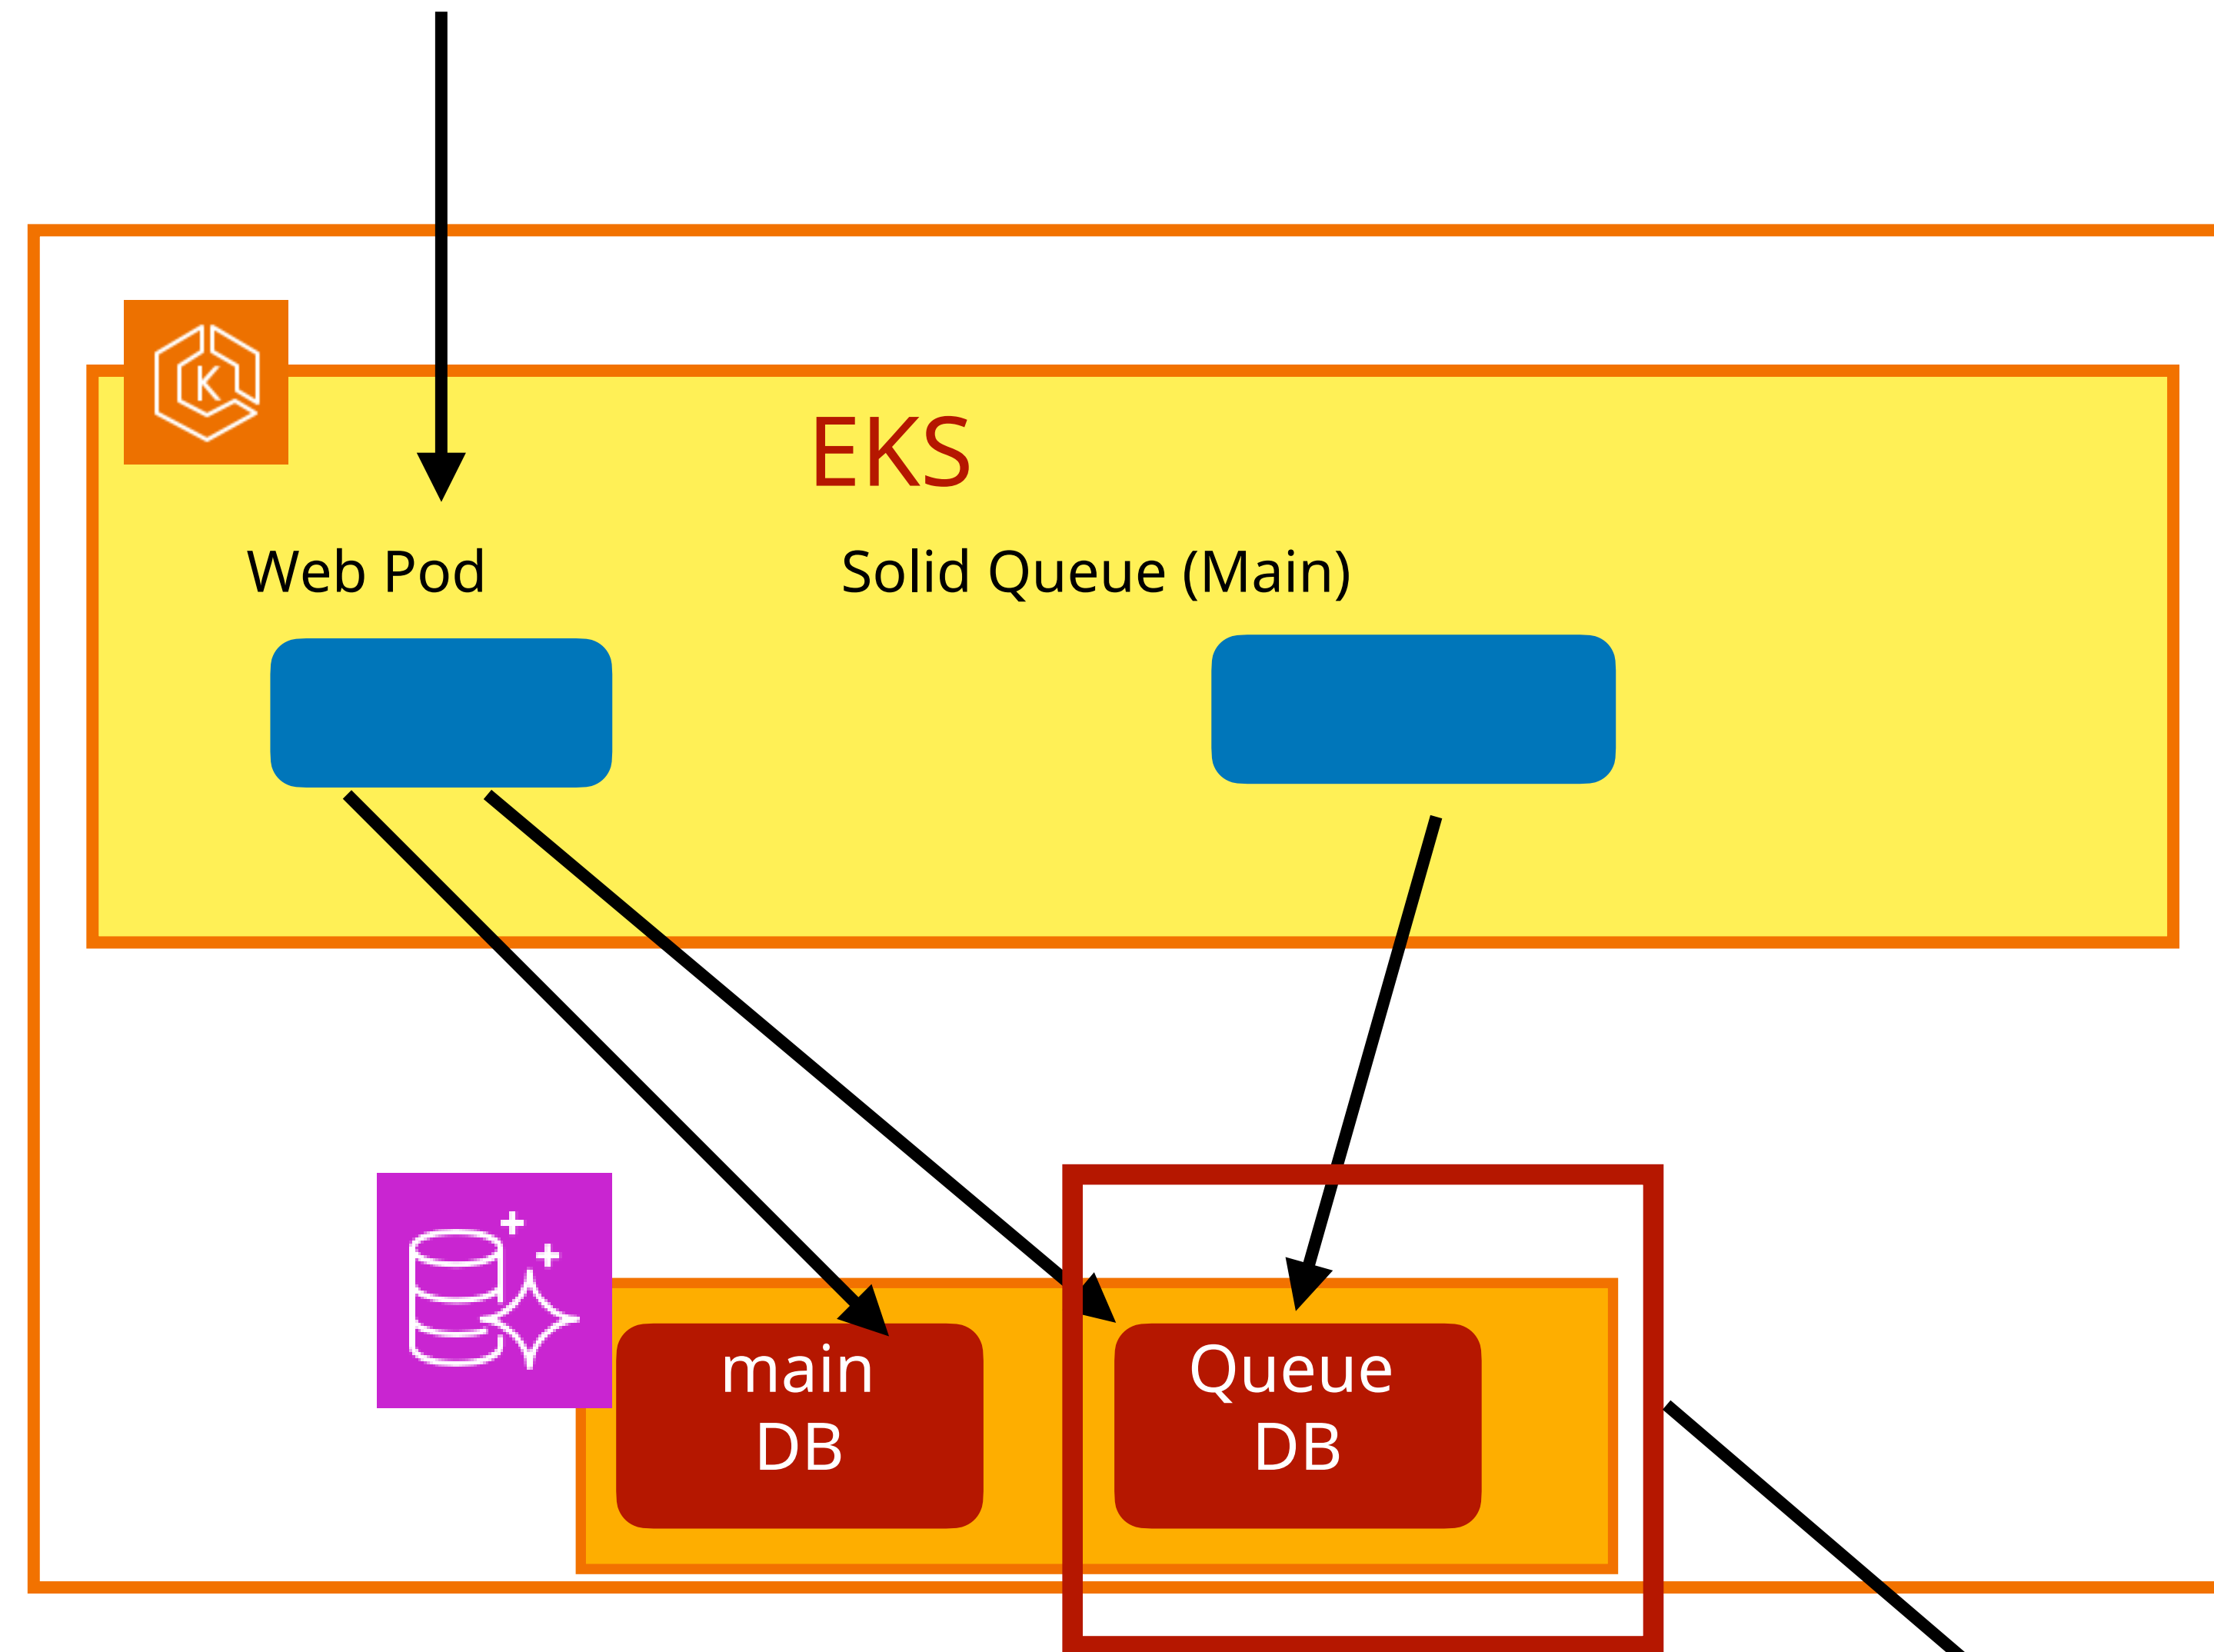 K
EKS
Web Pod
Solid Queue (Main)
main
DB
Queue
DB